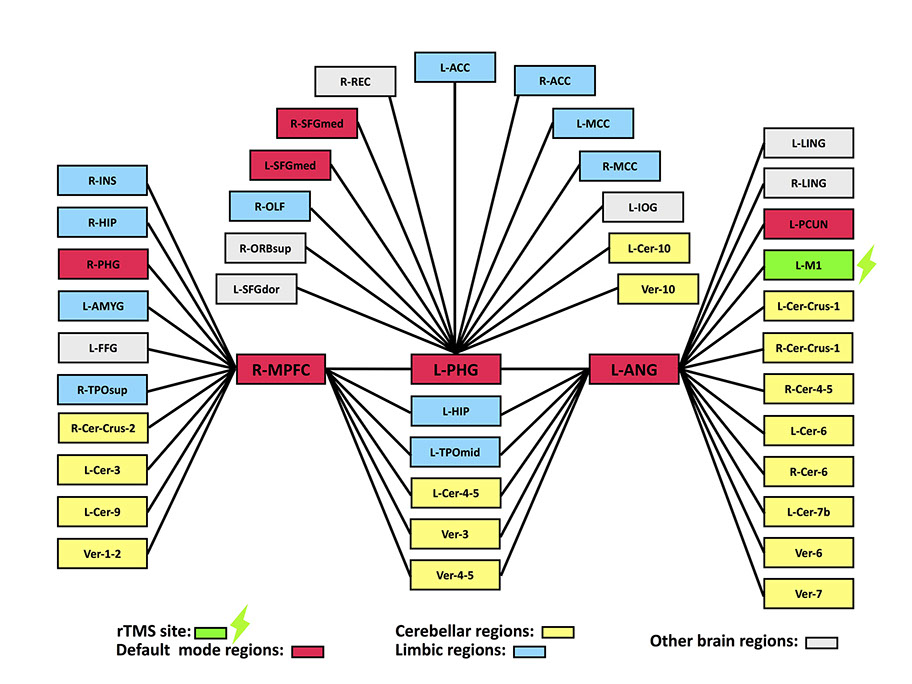 L-ACC
R-REC
R-ACC
R-SFGmed
L-MCC
L-SFGmed
R-MCC
R-OLF
L-IOG
R-ORBsup
L-Cer-10
L-SFGdor
Ver-10
R-INS
R-HIP
R-PHG
L-AMYG
L-FFG
R-TPOsup
R-Cer-Crus-2
L-Cer-3
L-Cer-9
Ver-1-2
R-MPFC
L-PHG
L-ANG
L-HIP
L-TPOmid
L-Cer-4-5
Ver-3
Ver-4-5
L-LING
R-LING
L-PCUN
L-M1
L-Cer-Crus-1
R-Cer-Crus-1
R-Cer-4-5
L-Cer-6
R-Cer-6
L-Cer-7b
Ver-6
Ver-7
rTMS site:
Default mode regions:
Cerebellar regions:
Limbic regions:
Other brain regions: